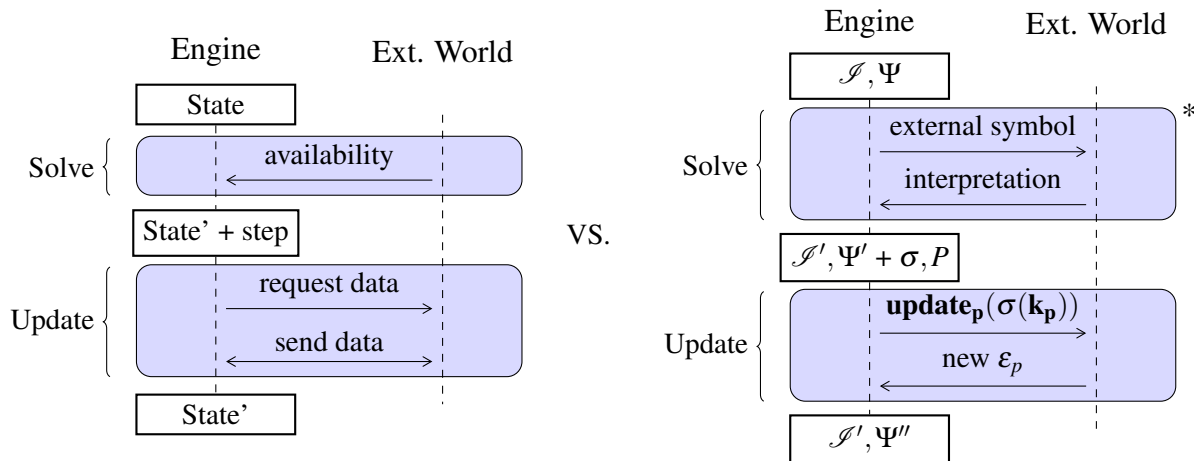 Engine Ext. World
State
Solve
availability
State’ + step
Update
request data
send data
State’
VS.
Engine Ext. World
ℐ, Ψ
*
Solve
external symbol
interpretation
ℐ′, Ψ′ + σ, P
Update
update_p(σ(k_p))
new ε_p
ℐ′, Ψ″